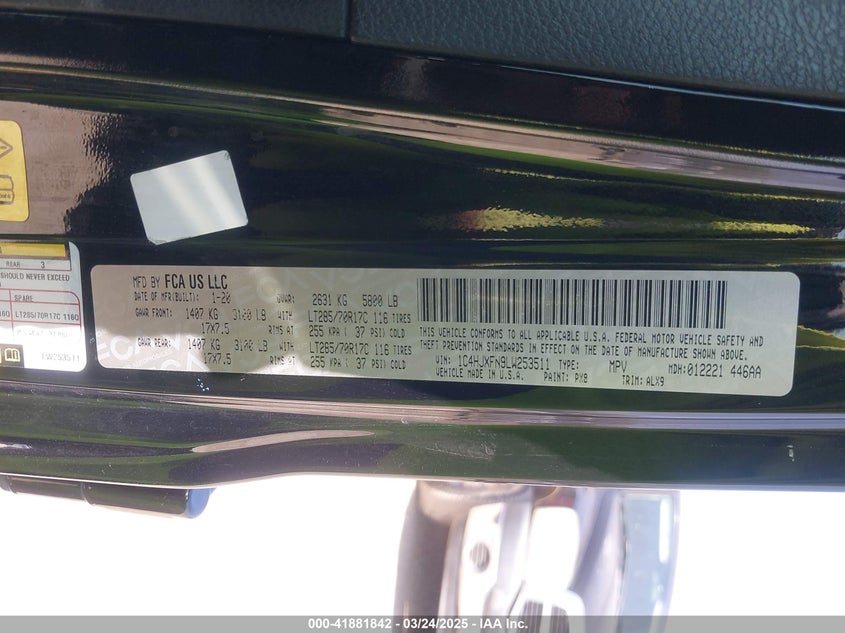 REAR 3
SHOULD NEVER EXCEED
SPARE
LT285/70R17C 116Q
LW253511
MFD BY FCA US LLC
DATE OF MFR(BUILT): 1-20 GVWR: 2631 KG 5800 LB
GAWR FRONT: 1407 KG 3100 LB WITH LT285/70R17C 116 TIRES
17X7.5 RIMS AT 255 KPA ( 37 PSI) COLD
GAWR REAR: 1407 KG 3100 LB WITH LT285/70R17C 116 TIRES
17X7.5 RIMS AT 255 KPA ( 37 PSI) COLD
THIS VEHICLE CONFORMS TO ALL APPLICABLE U.S.A. FEDERAL MOTOR VEHICLE SAFETY AND
THEFT PREVENTION STANDARDS IN EFFECT ON THE DATE OF MANUFACTURE SHOWN ABOVE.
VIN: 1C4HJXFN9LW253511 TYPE: MPV MDH: 012221 446AA
MADE IN U.S.A. PAINT: PX8 TRIM: ALX9
000-41881842 - 03/24/2025 - IAA, Inc.